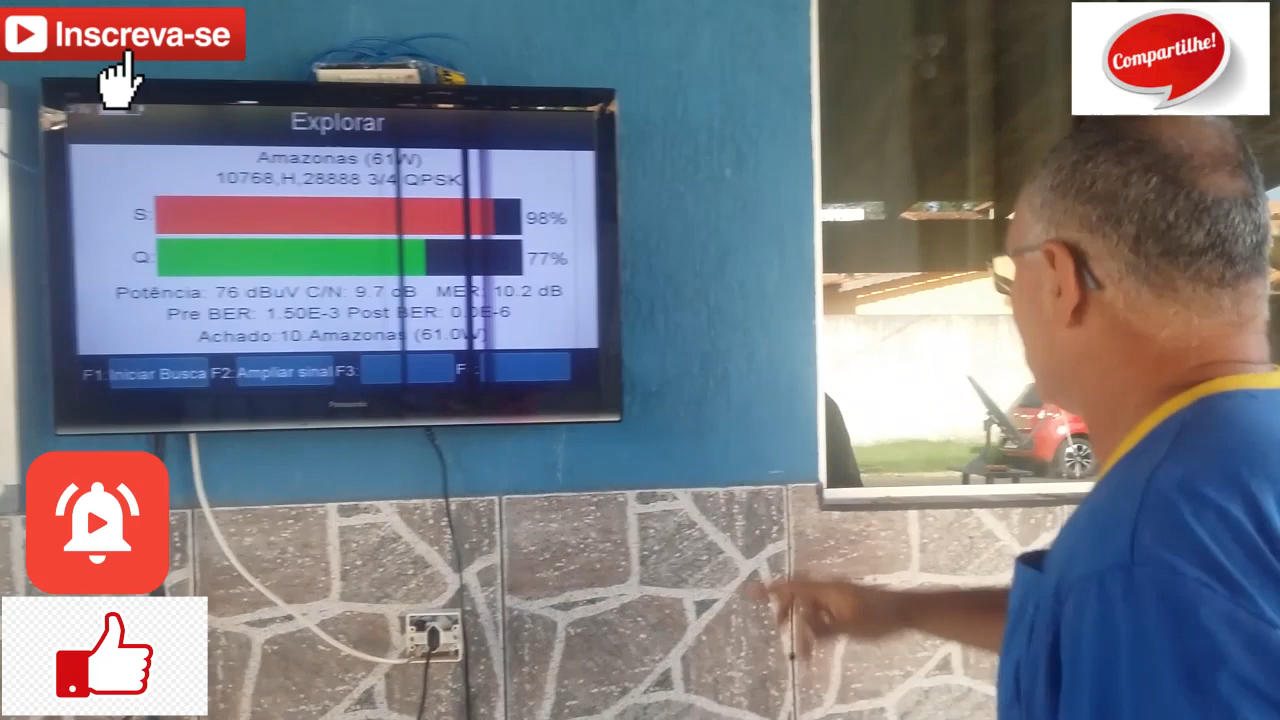 Inscreva-se
Compartilhe!
Explorar
Amazonas (61W)
10768,H,28888 3/4 QPSK
S: 98%
Q: 77%
Potência: 76 dBuV C/N: 9.7 dB MER: 10.2 dB
Pre BER: 1.50E-3 Post BER: 0.0E-6
Achado:10.Amazonas (61.0W)
F1:Iniciar Busca F2:Ampliar sinal F3:
Panasonic